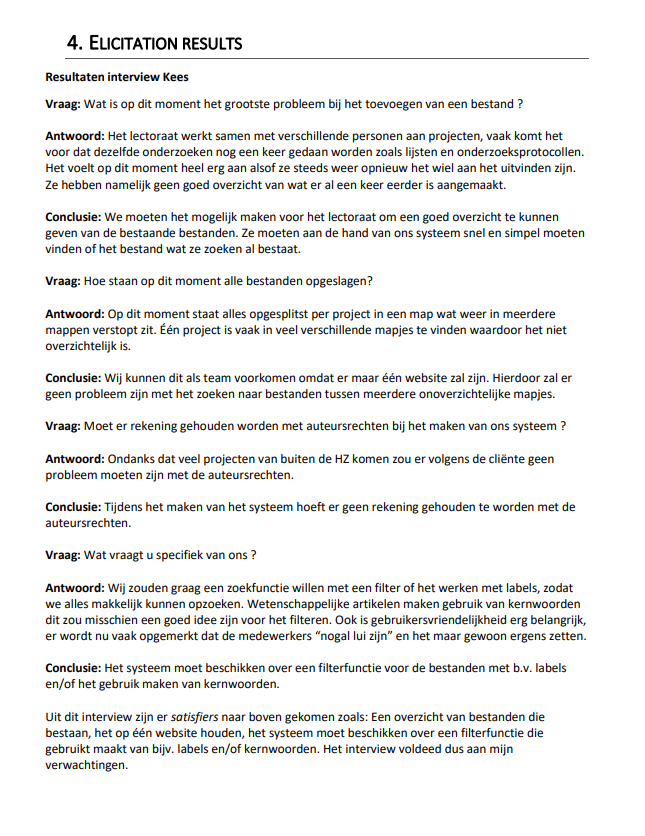 4. ELICITATION RESULTS
Resultaten interview Kees
Vraag: Wat is op dit moment het grootste probleem bij het toevoegen van een bestand ?
Antwoord: Het lectoraat werkt samen met verschillende personen aan projecten, vaak komt het
voor dat dezelfde onderzoeken nog een keer gedaan worden zoals lijsten en onderzoeksprotocollen.
Het voelt op dit moment heel erg aan alsof ze steeds weer opnieuw het wiel aan het uitvinden zijn.
Ze hebben namelijk geen goed overzicht van wat er al een keer eerder is aangemaakt.
Conclusie: We moeten het mogelijk maken voor het lectoraat om een goed overzicht te kunnen
geven van de bestaande bestanden. Ze moeten aan de hand van ons systeem snel en simpel moeten
vinden of het bestand wat ze zoeken al bestaat.
Vraag: Hoe staan op dit moment alle bestanden opgeslagen?
Antwoord: Op dit moment staat alles opgesplitst per project in een map wat weer in meerdere
mappen verstopt zit. Één project is vaak in veel verschillende mapjes te vinden waardoor het niet
overzichtelijk is.
Conclusie: Wij kunnen dit als team voorkomen omdat er maar één website zal zijn. Hierdoor zal er
geen probleem zijn met het zoeken naar bestanden tussen meerdere onoverzichtelijke mapjes.
Vraag: Moet er rekening gehouden worden met auteursrechten bij het maken van ons systeem ?
Antwoord: Ondanks dat veel projecten van buiten de HZ komen zou er volgens de cliënte geen
probleem moeten zijn met de auteursrechten.
Conclusie: Tijdens het maken van het systeem hoeft er geen rekening gehouden te worden met de
auteursrechten.
Vraag: Wat vraagt u specifiek van ons ?
Antwoord: Wij zouden graag een zoekfunctie willen met een filter of het werken met labels, zodat
we alles makkelijk kunnen opzoeken. Wetenschappelijke artikelen maken gebruik van kernwoorden
dit zou misschien een goed idee zijn voor het filteren. Ook is gebruikersvriendelijkheid erg belangrijk,
er wordt nu vaak opgemerkt dat de medewerkers “nogal lui zijn” en het maar gewoon ergens zetten.
Conclusie: Het systeem moet beschikken over een filterfunctie voor de bestanden met b.v. labels
en/of het gebruik maken van kernwoorden.
Uit dit interview zijn er satisfiers naar boven gekomen zoals: Een overzicht van bestanden die
bestaan, het op één website houden, het systeem moet beschikken over een filterfunctie die
gebruikt maakt van bijv. labels en/of kernwoorden. Het interview voldeed dus aan mijn
verwachtingen.